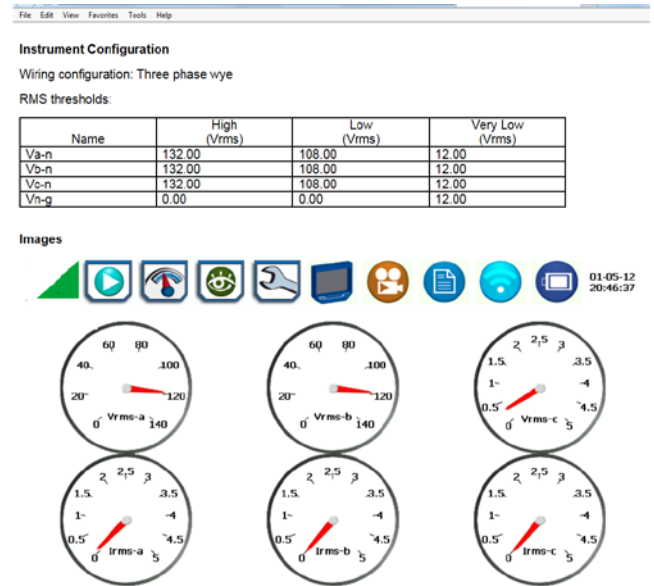 File Edit View Favorites Tools Help
Instrument Configuration
Wiring configuration: Three phase wye
RMS thresholds:
Name High (Vrms) Low (Vrms) Very Low (Vrms)
Va-n 132.00 108.00 12.00
Vb-n 132.00 108.00 12.00
Vc-n 132.00 108.00 12.00
Vn-g 0.00 0.00 12.00
Images
01-05-12
20:46:37
0 20 40 60 80 100 120 140 Vrms-a
0 20 40 60 80 100 120 140 Vrms-b
0 0.5 1 1.5 2 2,5 3 3.5 4 4.5 5 Vrms-c
0 0.5 1 1.5 2 2,5 3 3.5 4 4.5 5 Irms-a
0 0.5 1 1.5 2 2,5 3 3.5 4 4.5 5 Irms-b
0 0.5 1 1.5 2 2,5 3 3.5 4 4.5 5 Irms-c